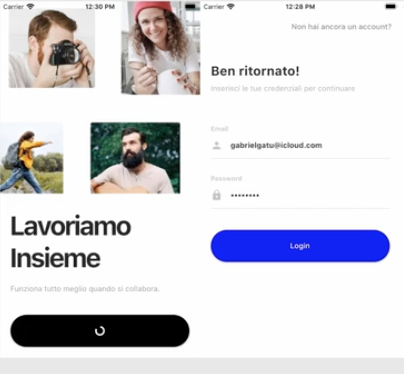 Carrier 12:30 PM
Lavoriamo
Insieme
Funziona tutto meglio quando si collabora.
Carrier 12:28 PM
Non hai ancora un account?
Ben ritornato!
Inserisci le tue credenziali per continuare
Email
gabrielgatu@icloud.com
Password
••••••••
Login